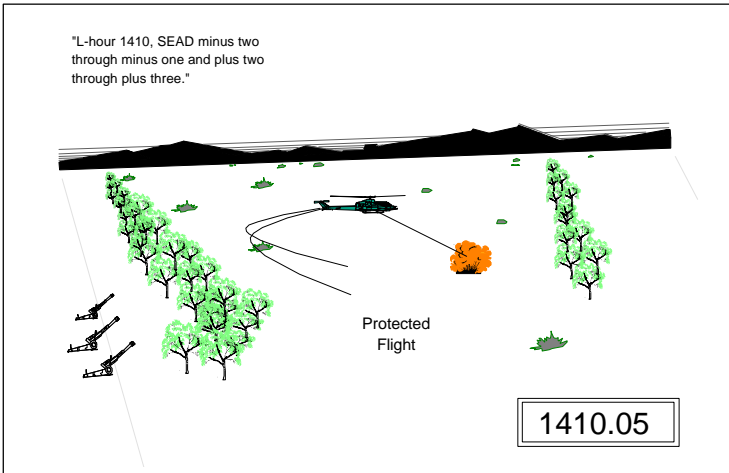 "L-hour 1410, SEAD minus two
through minus one and plus two
through plus three."
Protected
Flight
1410.05